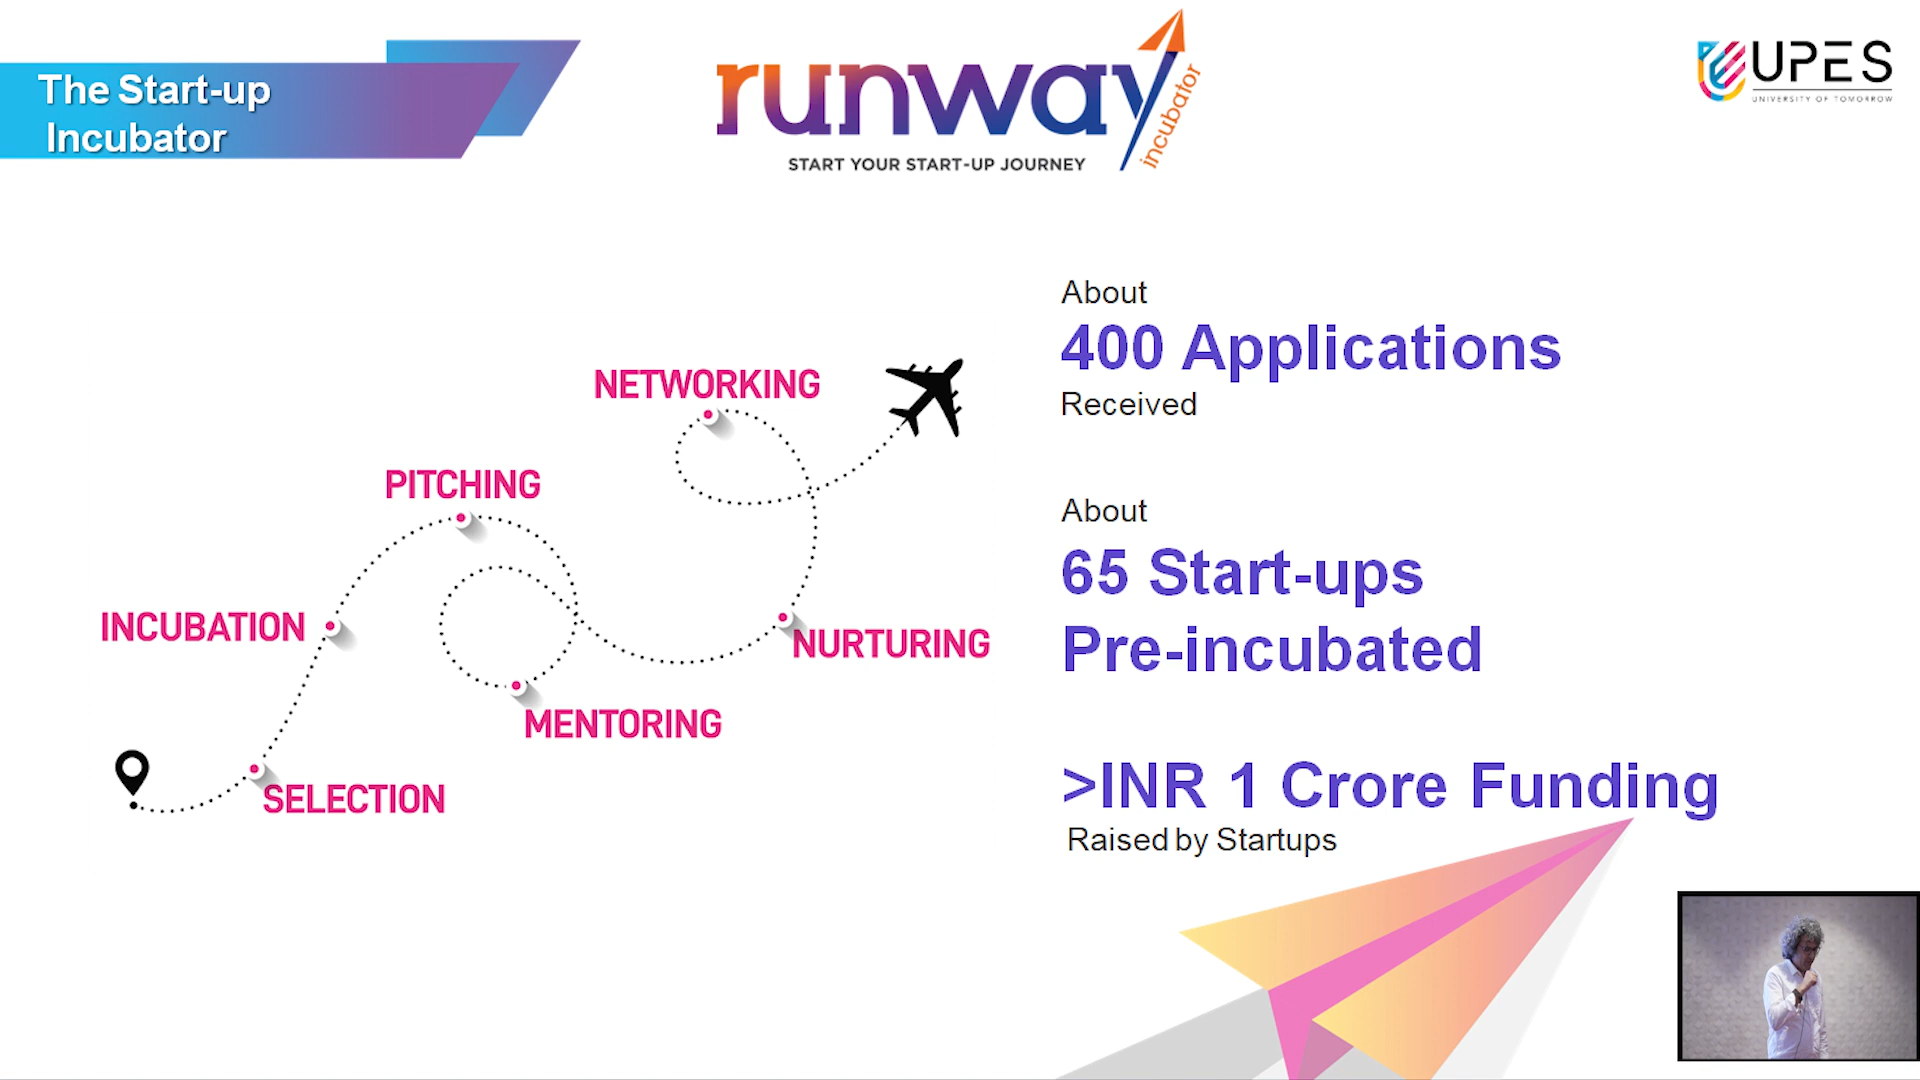 The Start-up
Incubator
runway
incubator
START YOUR START-UP JOURNEY
UPES
UNIVERSITY OF TOMORROW
NETWORKING
PITCHING
INCUBATION
NURTURING
MENTORING
SELECTION
About
400 Applications
Received
About
65 Start-ups
Pre-incubated
>INR 1 Crore Funding
Raised by Startups